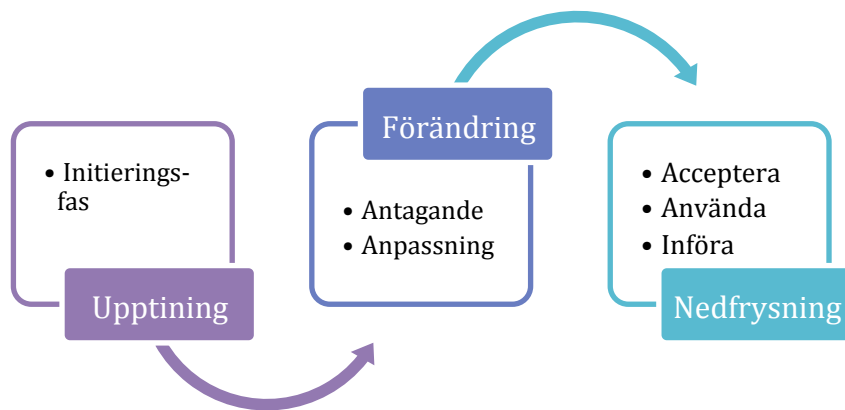 • Initierings-
fas
Upptining
Förändring
• Antagande
• Anpassning
• Acceptera
• Använda
• Införa
Nedfrysning